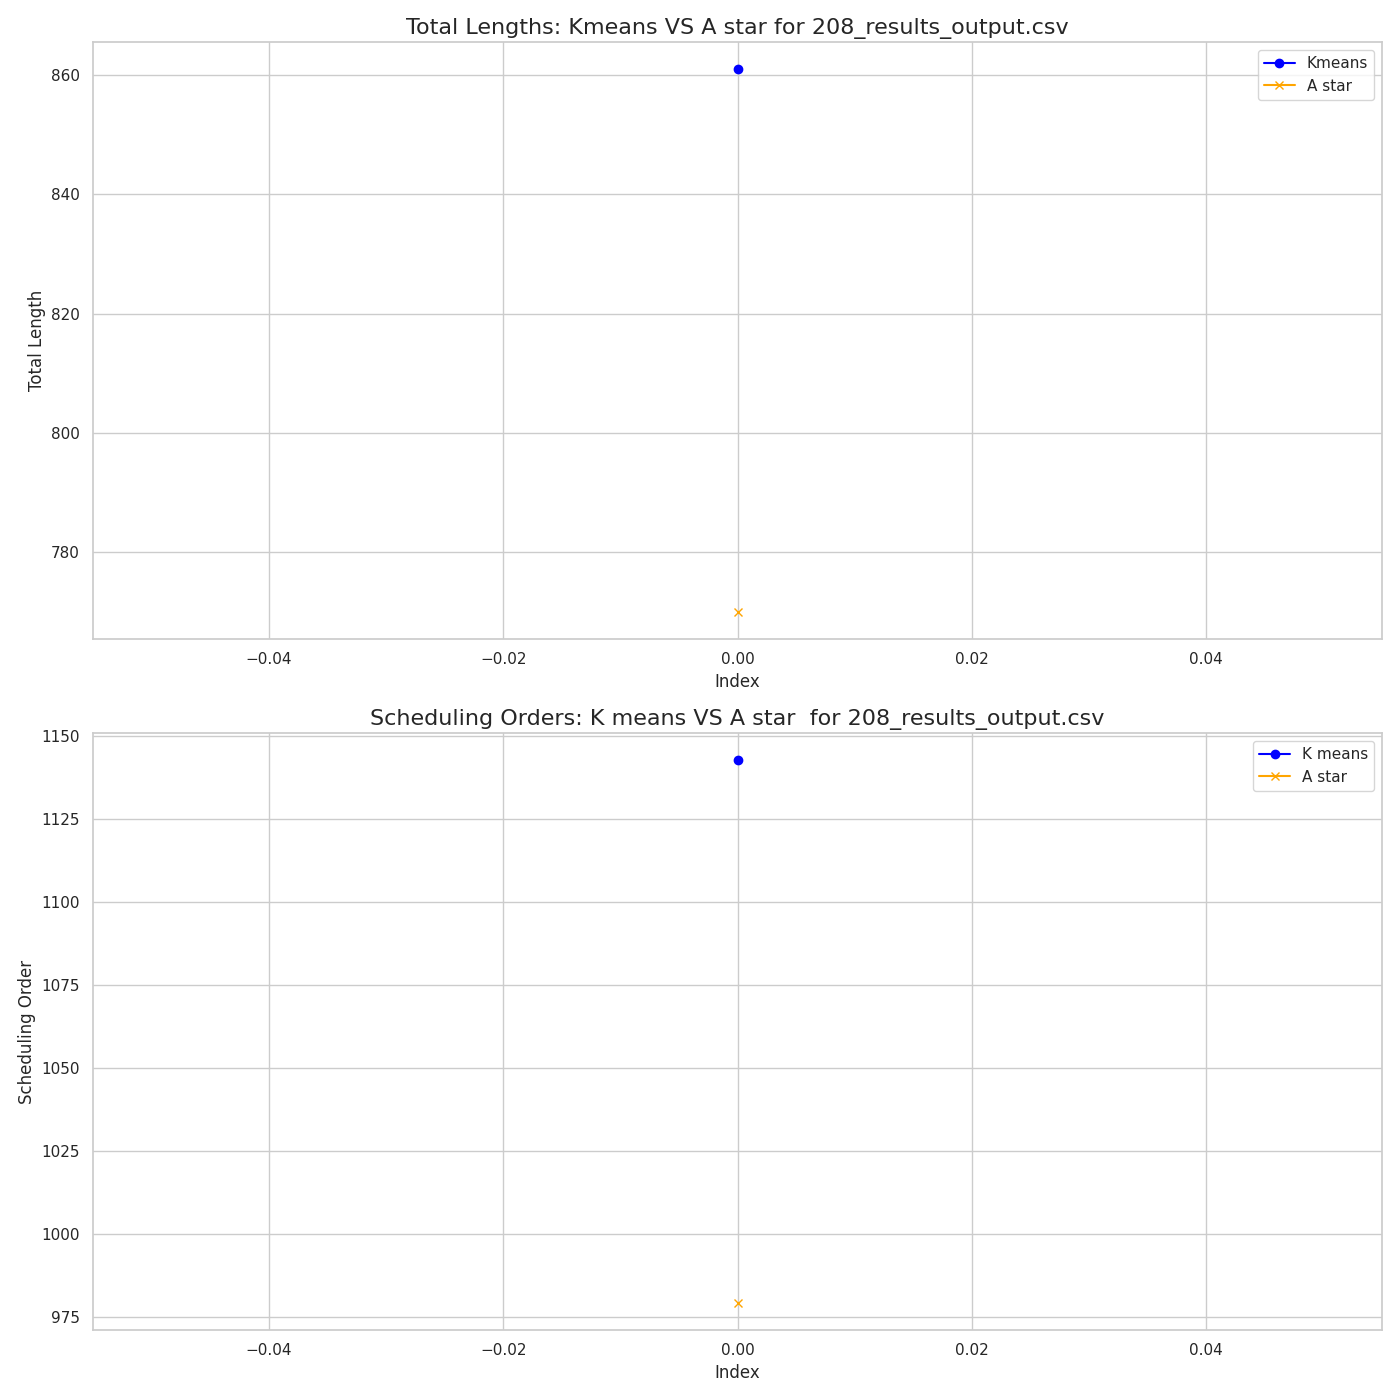 Total Lengths: Kmeans VS A star for 208_results_output.csv
Kmeans
A star
860
840
820
800
780
Total Length
−0.04
−0.02
0.00
0.02
0.04
Index
Scheduling Orders: K means VS A star  for 208_results_output.csv
K means
A star
1150
1125
1100
1075
1050
1025
1000
975
Scheduling Order
−0.04
−0.02
0.00
0.02
0.04
Index